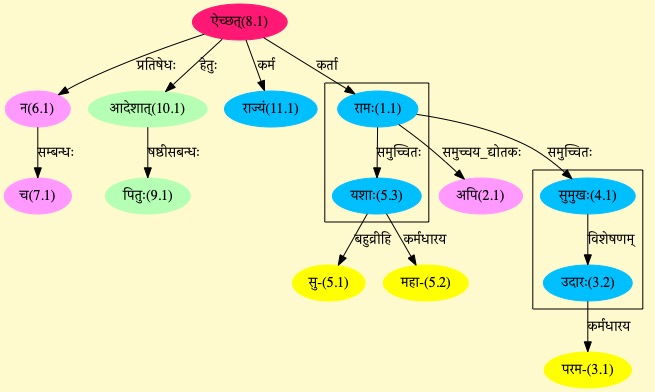 ऐच्छत्(8.1)
प्रतिषेधः हेतुः कर्म कर्ता
न(6.1) आदेशात्(10.1) राज्यं(11.1) रामः(1.1)
सम्बन्धः षष्ठीसबन्धः समुच्चितः समुच्चय_द्योतकः समुच्चितः
च(7.1) पितुः(9.1) यशाः(5.3) अपि(2.1) सुमुखः(4.1)
बहुव्रीहि कर्मधारय विशेषणम्
सु-(5.1) महा-(5.2) उदारः(3.2)
कर्मधारय
परम-(3.1)